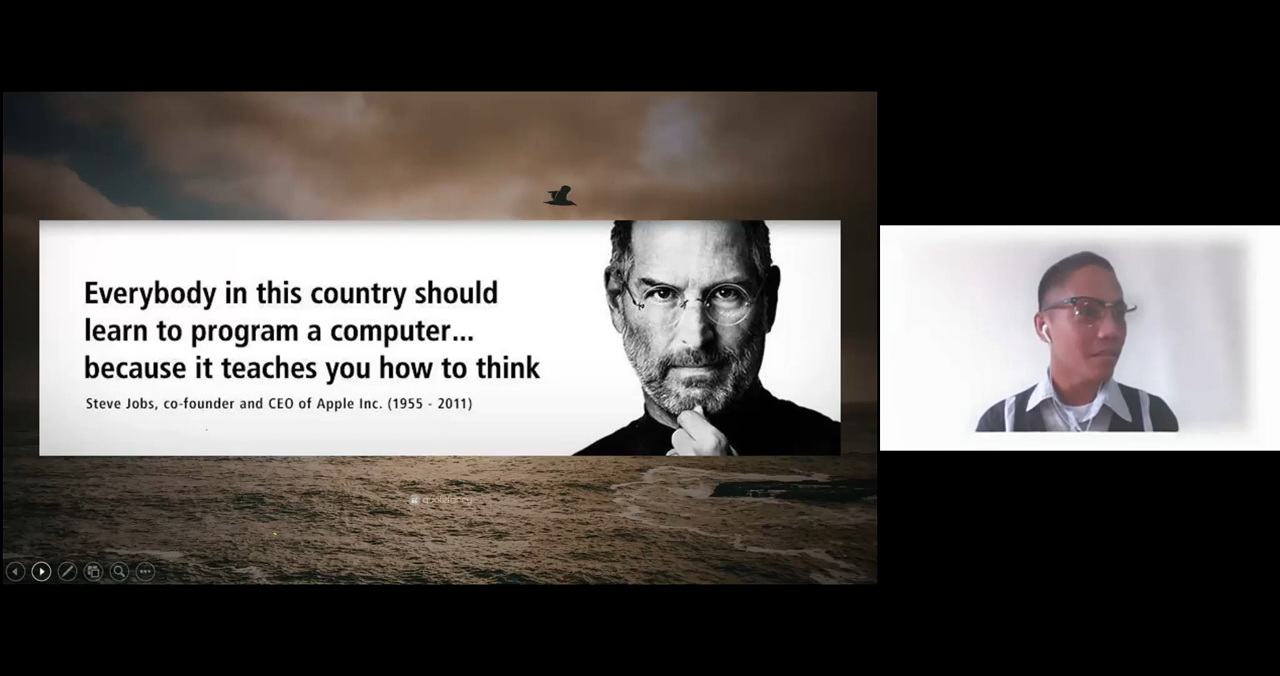 Everybody in this country should
learn to program a computer...
because it teaches you how to think
Steve Jobs, co-founder and CEO of Apple Inc. (1955 - 2011)
quotefancy